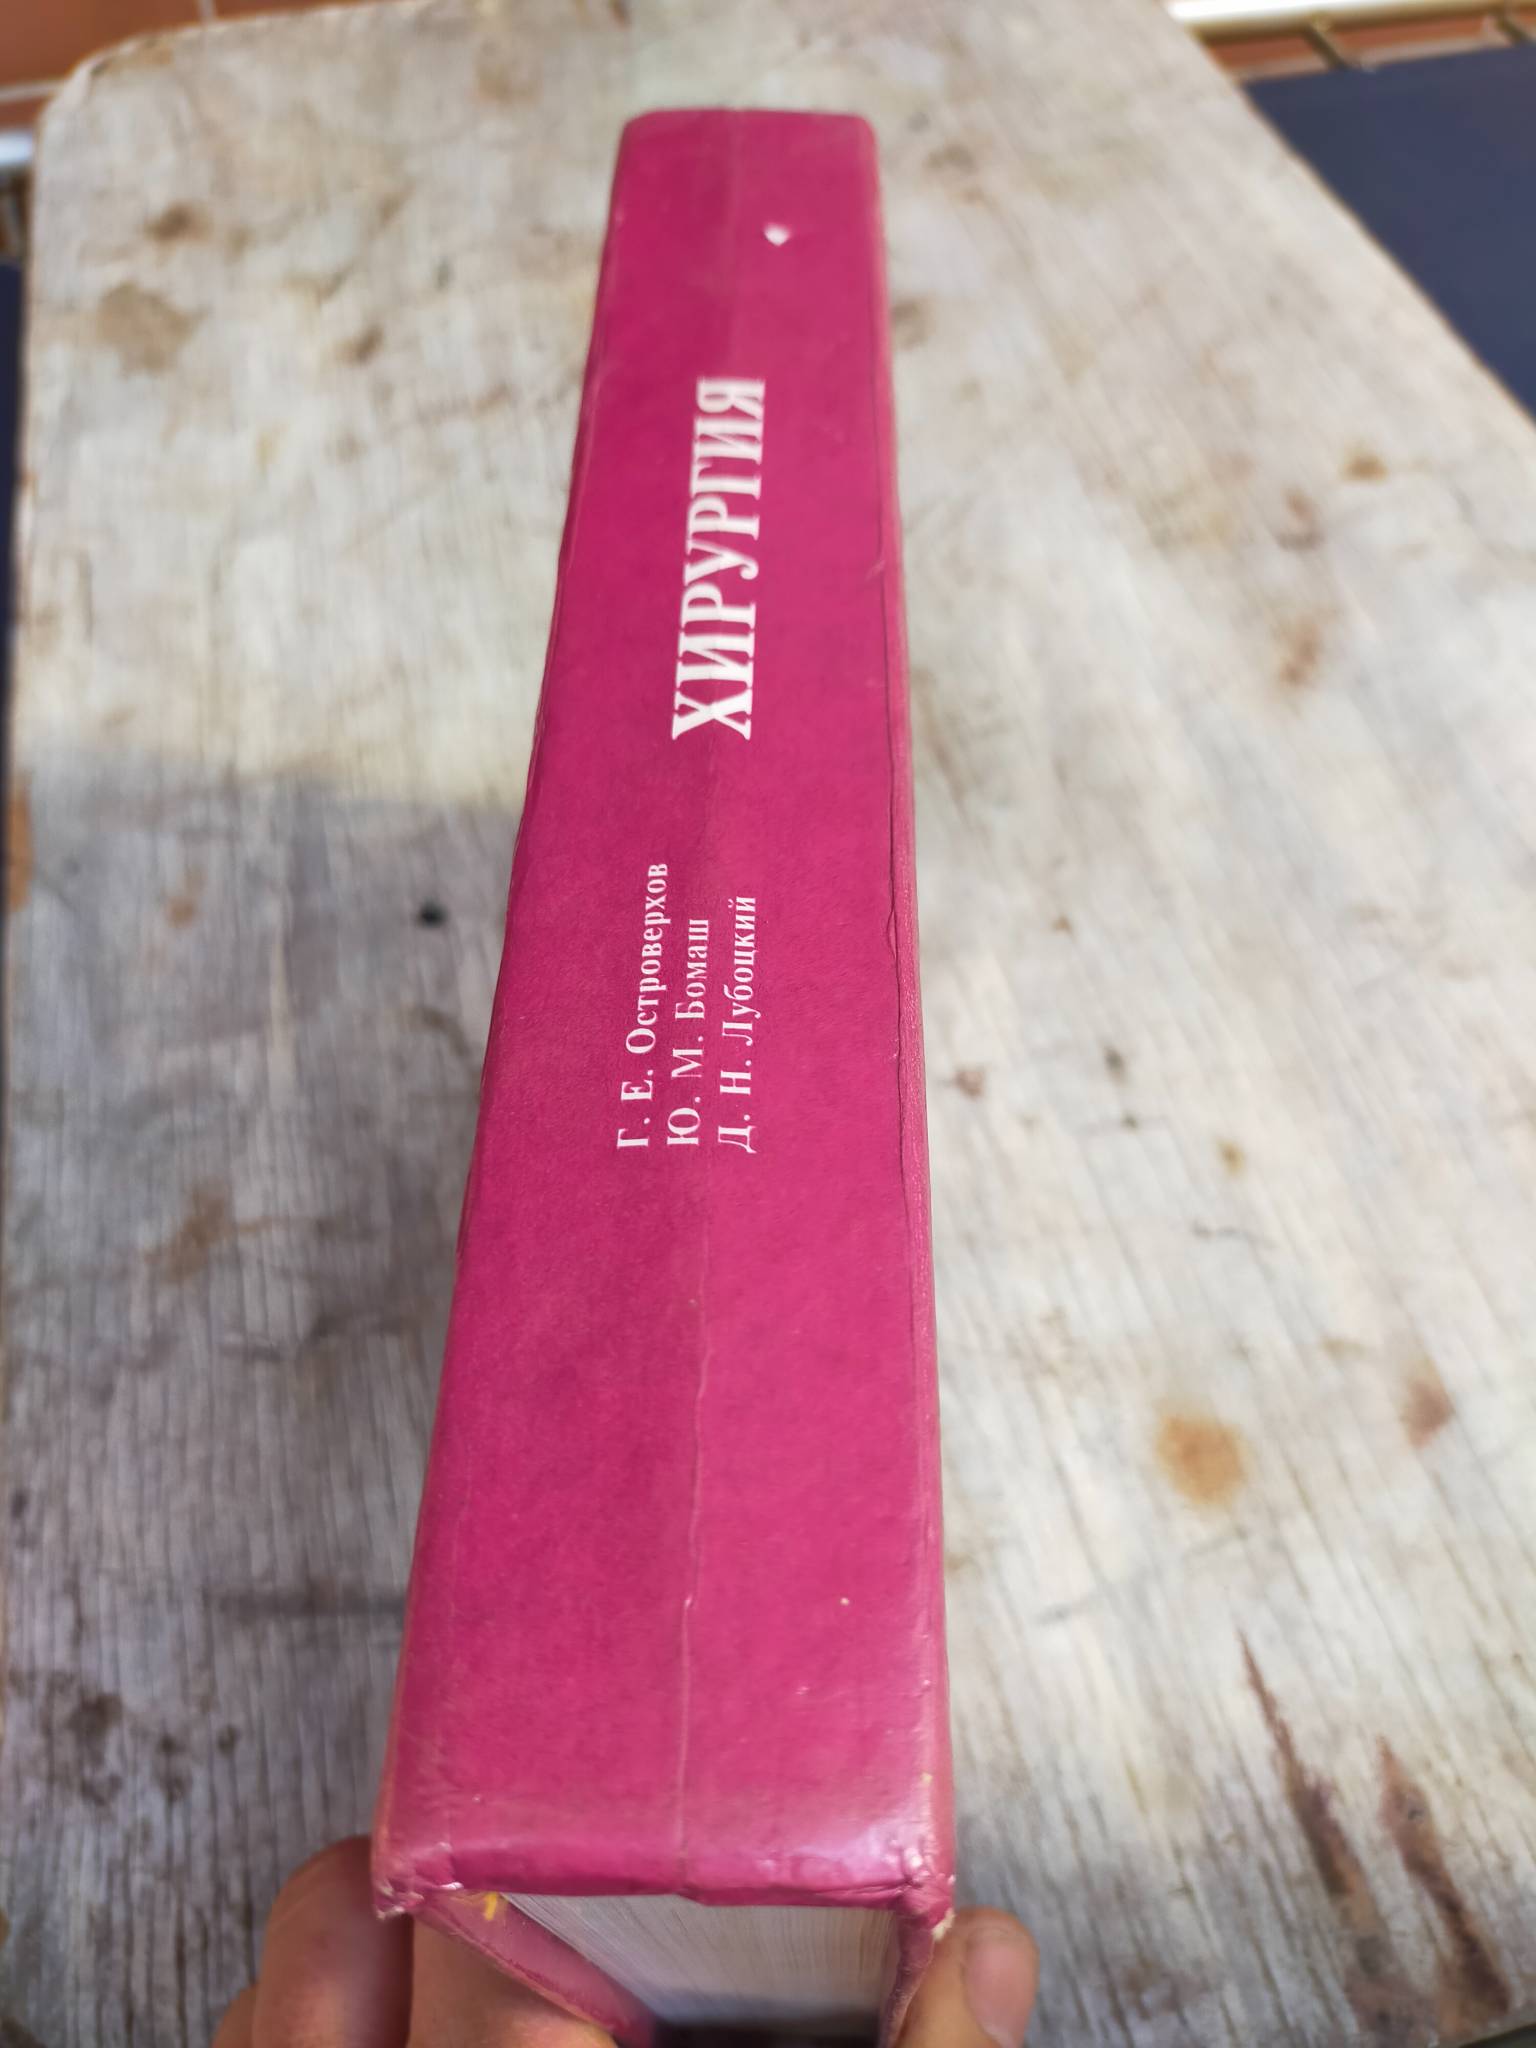 Г. Е. Островерхов
Ю. М. Бомаш
Д. Н. Лубоцкий
ХИРУРГИЯ